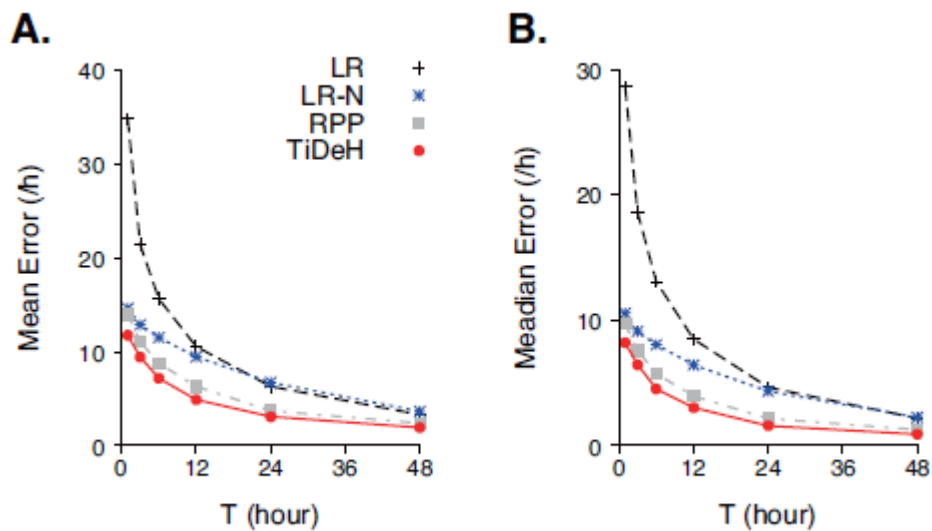 A.
40
30
20
10
0
Mean Error (/h)
0 12 24 36 48
T (hour)
LR
LR-N
RPP
TiDeH
B.
30
20
10
0
Meadian Error (/h)
0 12 24 36 48
T (hour)